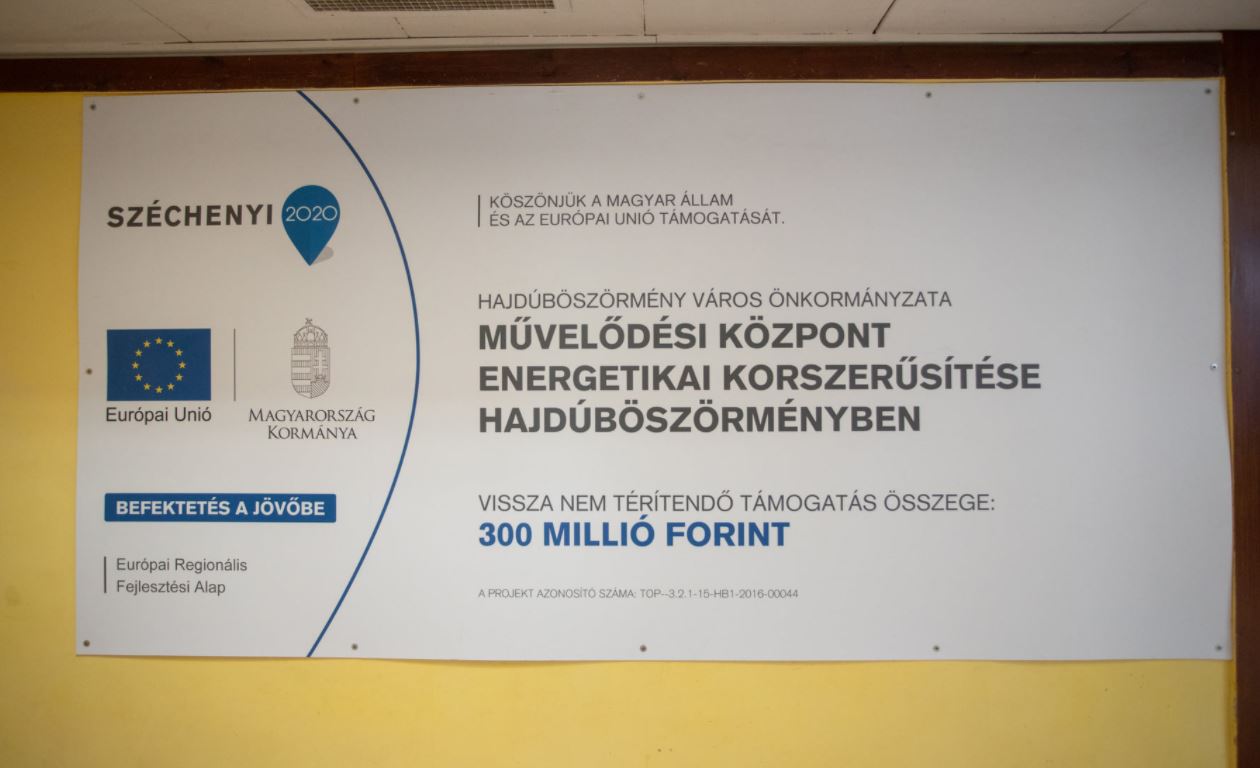 SZÉCHENYI 2020
Európai Unió
MAGYARORSZÁG
KORMÁNYA
BEFEKTETÉS A JÖVŐBE
Európai Regionális
Fejlesztési Alap
KÖSZÖNJÜK A MAGYAR ÁLLAM
ÉS AZ EURÓPAI UNIÓ TÁMOGATÁSÁT.
HAJDÚBÖSZÖRMÉNY VÁROS ÖNKORMÁNYZATA
MŰVELŐDÉSI KÖZPONT
ENERGETIKAI KORSZERŰSÍTÉSE
HAJDÚBÖSZÖRMÉNYBEN
VISSZA NEM TÉRÍTENDŐ TÁMOGATÁS ÖSSZEGE:
300 MILLIÓ FORINT
A PROJEKT AZONOSÍTÓ SZÁMA: TOP--3.2.1-15-HB1-2016-00044